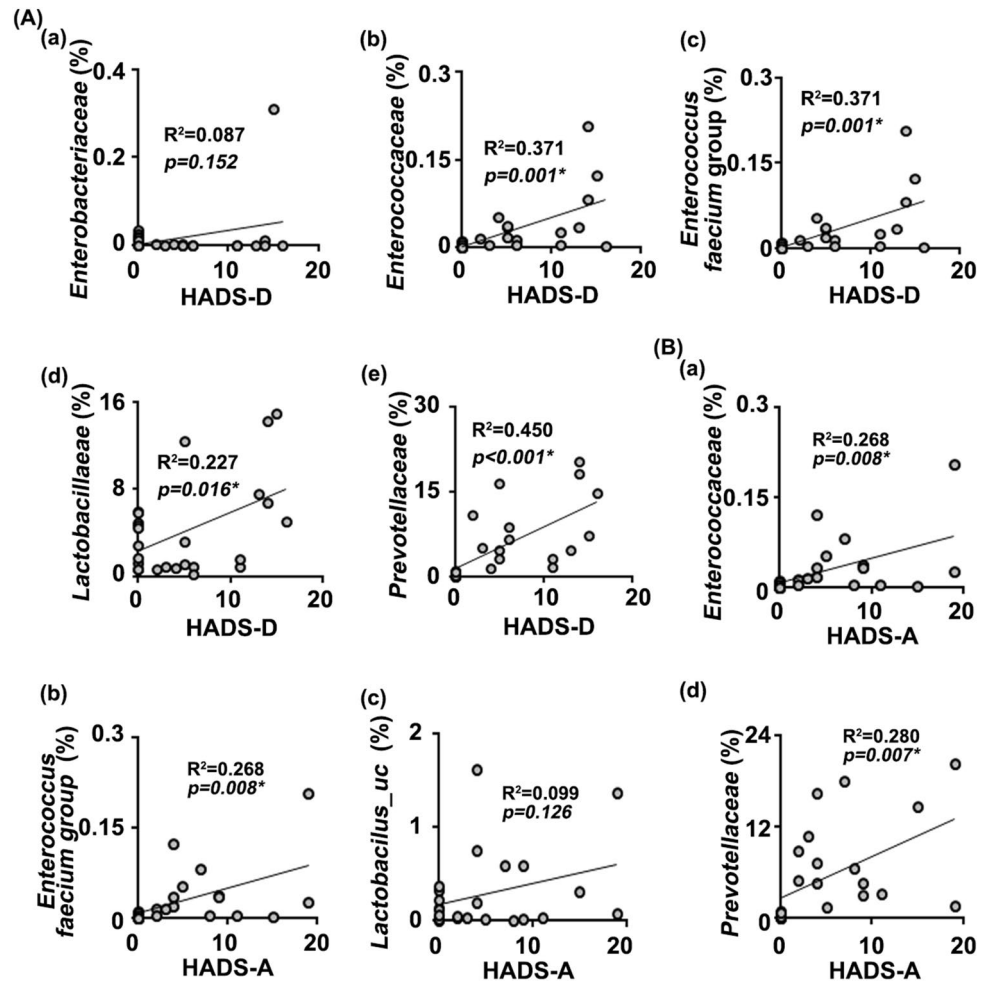 (A)
(a)
Enterobacteriaceae (%)
0.4
0.2
0
R²=0.087
p=0.152
0
10
20
HADS-D
(b)
Enterococcaceae (%)
0.3
0.15
0
R²=0.371
p=0.001*
0
10
20
HADS-D
(c)
Enterococcus
faecium group (%)
0.3
0.15
0
R²=0.371
p=0.001*
0
10
20
HADS-D
(d)
Lactobacillaeae (%)
16
8
0
R²=0.227
p=0.016*
0
10
20
HADS-D
(e)
Prevotellaceae (%)
30
15
0
R²=0.450
p<0.001*
0
10
20
HADS-D
(B)
(a)
Enterococcaceae (%)
0.3
0.15
0
R²=0.268
p=0.008*
0
10
20
HADS-A
(b)
Enterococcus
faecium group (%)
0.3
0.15
0
R²=0.268
p=0.008*
0
10
20
HADS-A
(c)
Lactobacilus_uc (%)
2
1
0
R²=0.099
p=0.126
0
10
20
HADS-A
(d)
Prevotellaceae (%)
24
12
0
R²=0.280
p=0.007*
0
10
20
HADS-A